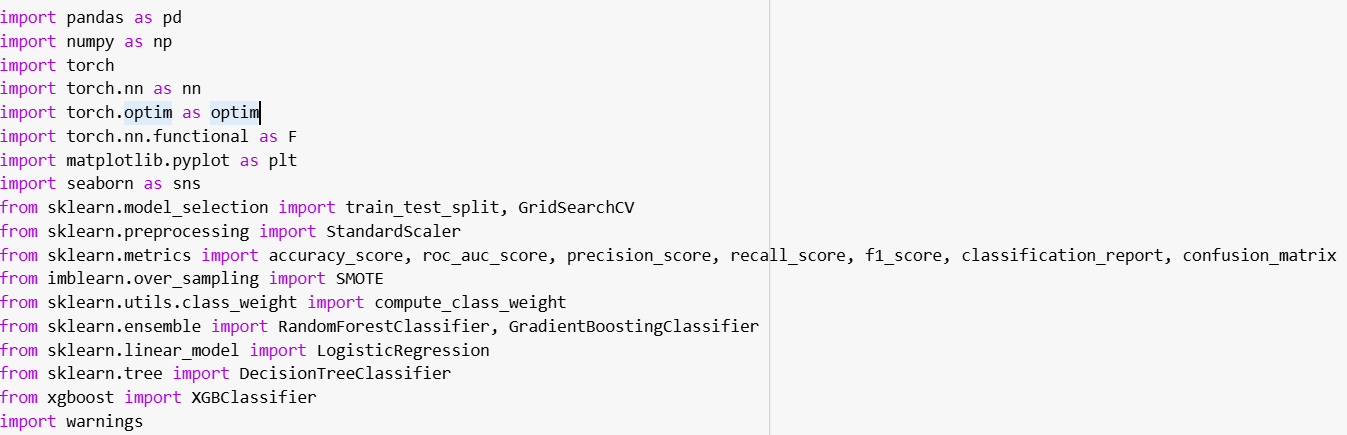 import pandas as pd
import numpy as np
import torch
import torch.nn as nn
import torch.optim as optim
import torch.nn.functional as F
import matplotlib.pyplot as plt
import seaborn as sns
from sklearn.model_selection import train_test_split, GridSearchCV
from sklearn.preprocessing import StandardScaler
from sklearn.metrics import accuracy_score, roc_auc_score, precision_score, recall_score, f1_score, classification_report, confusion_matrix
from imblearn.over_sampling import SMOTE
from sklearn.utils.class_weight import compute_class_weight
from sklearn.ensemble import RandomForestClassifier, GradientBoostingClassifier
from sklearn.linear_model import LogisticRegression
from sklearn.tree import DecisionTreeClassifier
from xgboost import XGBClassifier
import warnings